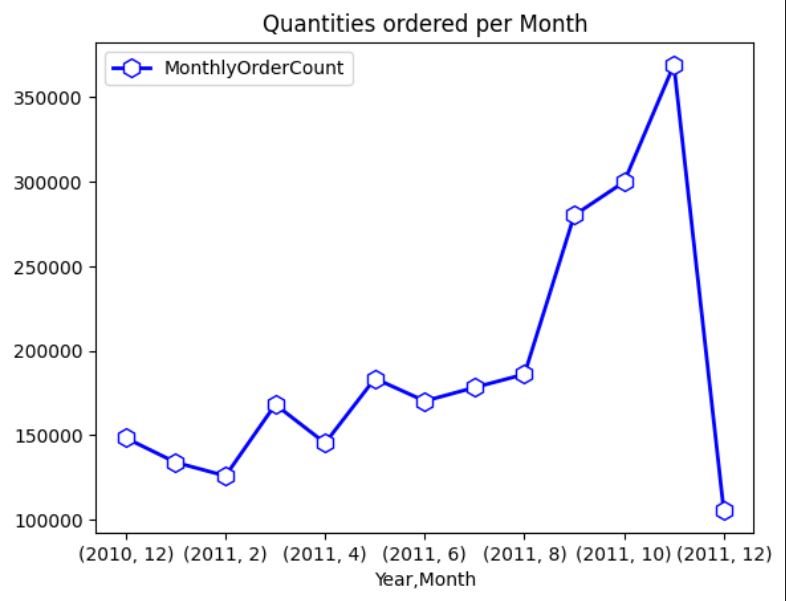 Quantities ordered per Month
MonthlyOrderCount
350000
300000
250000
200000
150000
100000
(2010, 12) (2011, 2) (2011, 4) (2011, 6) (2011, 8) (2011, 10) (2011, 12)
Year,Month